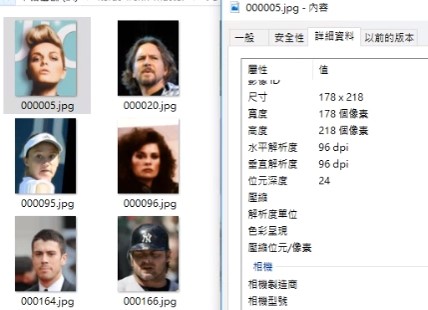 000005.jpg
000020.jpg
000095.jpg
000096.jpg
000164.jpg
000166.jpg
000005.jpg - 內容
一般
安全性
詳細資料
以前的版本
屬性 值
影像 ID
尺寸 178 x 218
寬度 178 個像素
高度 218 個像素
水平解析度 96 dpi
垂直解析度 96 dpi
位元深度 24
壓縮
解析度單位
色彩呈現
壓縮位元/像素
相機
相機製造商
相機型號